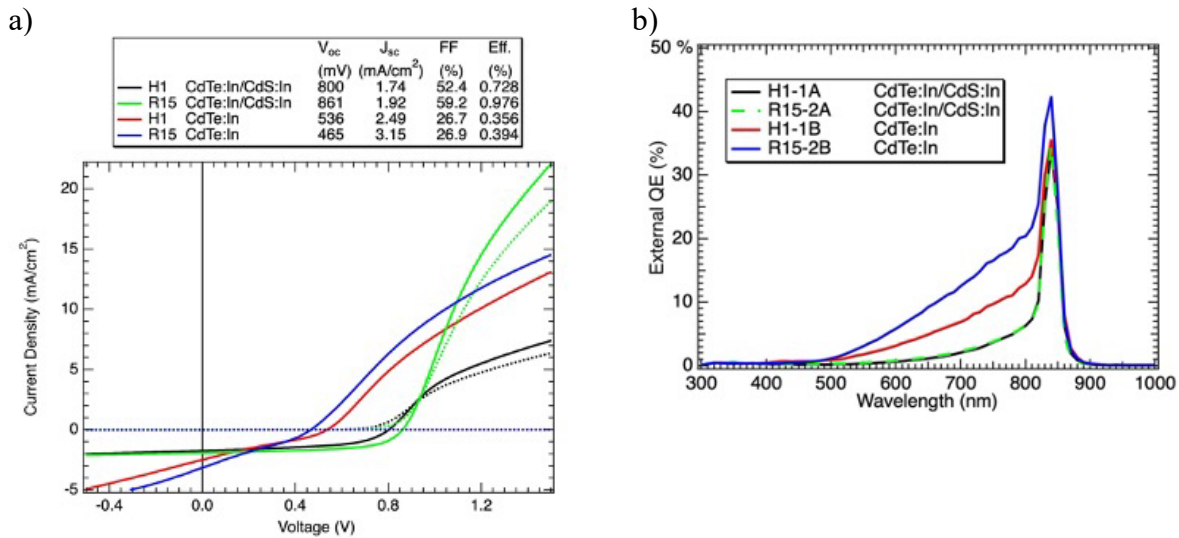 a)
V_oc J_sc FF Eff.
(mV) (mA/cm²) (%) (%)
H1 CdTe:In/CdS:In 800 1.74 52.4 0.728
R15 CdTe:In/CdS:In 861 1.92 59.2 0.976
H1 CdTe:In 536 2.49 26.7 0.356
R15 CdTe:In 465 3.15 26.9 0.394
Current Density (mA/cm²)
20
15
10
5
0
-5
-0.4 0.0 0.4 0.8 1.2
Voltage (V)
b)
External QE (%)
50 %
40
30
20
10
0
H1-1A CdTe:In/CdS:In
R15-2A CdTe:In/CdS:In
H1-1B CdTe:In
R15-2B CdTe:In
300 400 500 600 700 800 900 1000
Wavelength (nm)